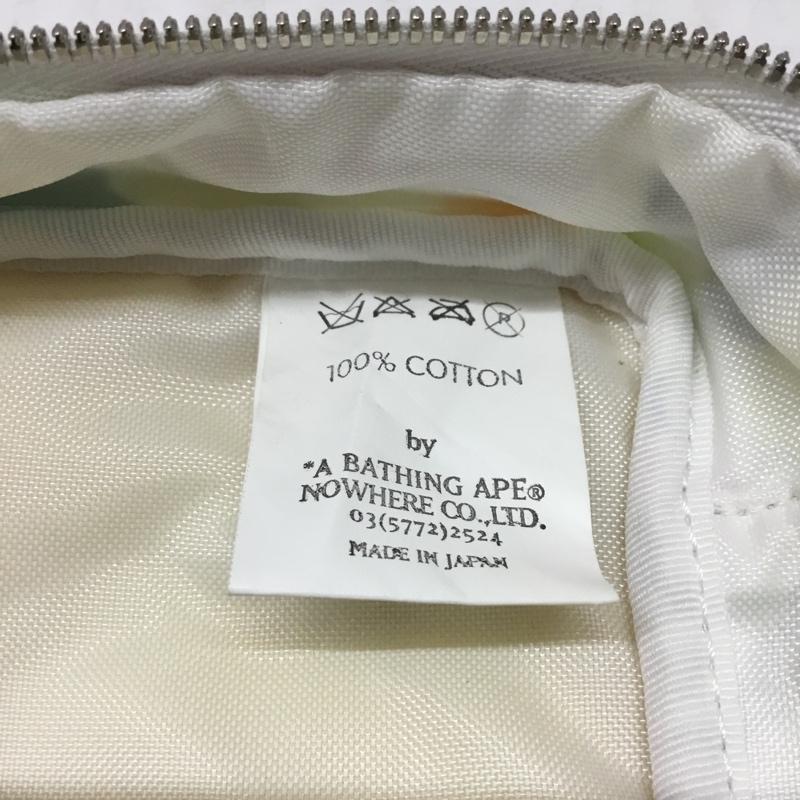 100% COTTON
by
*A BATHING APE®
NOWHERE CO.,LTD.
03(5772)2524
MADE IN JAPAN